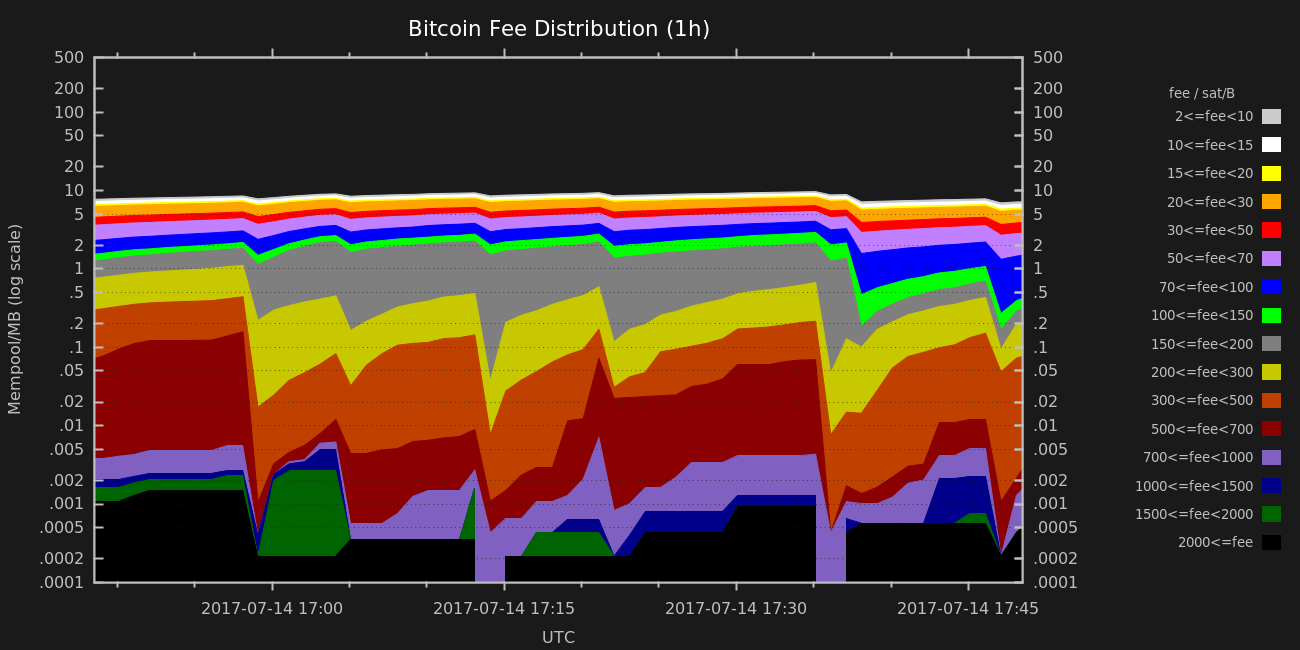 Bitcoin Fee Distribution (1h)
500
200
100
50
20
10
5
2
1
.5
.2
.1
.05
.02
.01
.005
.002
.001
.0005
.0002
.0001
Mempool/MB (log scale)
500
200
100
50
20
10
5
2
1
.5
.2
.1
.05
.02
.01
.005
.002
.001
.0005
.0002
.0001
2017-07-14 17:00
2017-07-14 17:15
2017-07-14 17:30
2017-07-14 17:45
UTC
fee / sat/B
2<=fee<10
10<=fee<15
15<=fee<20
20<=fee<30
30<=fee<50
50<=fee<70
70<=fee<100
100<=fee<150
150<=fee<200
200<=fee<300
300<=fee<500
500<=fee<700
700<=fee<1000
1000<=fee<1500
1500<=fee<2000
2000<=fee